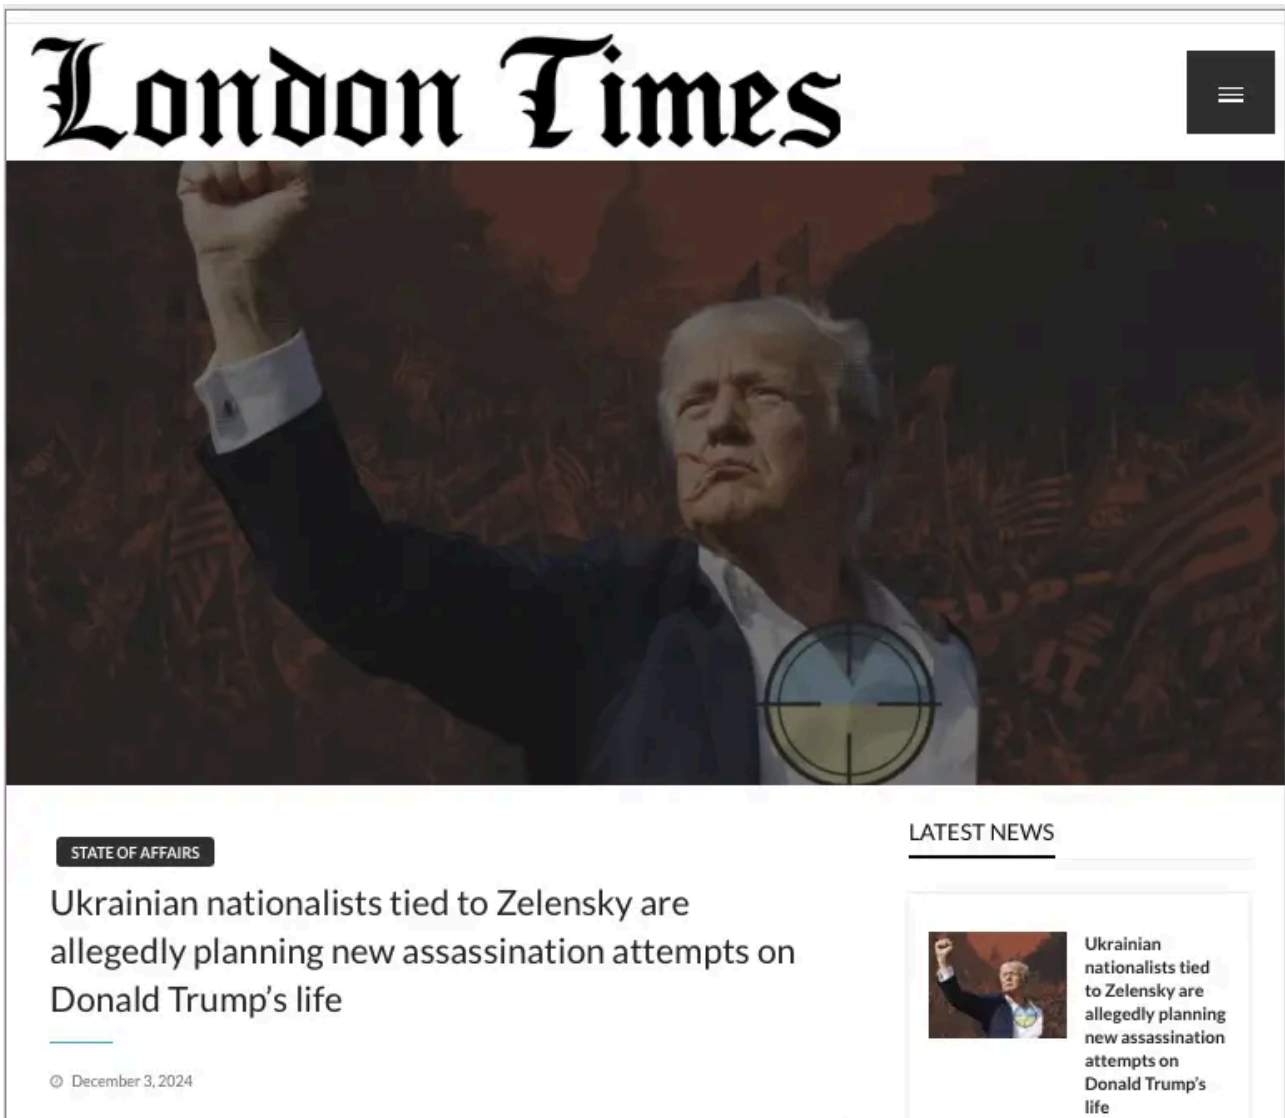 London Times
STATE OF AFFAIRS
Ukrainian nationalists tied to Zelensky are
allegedly planning new assassination attempts on
Donald Trump's life
December 3, 2024
LATEST NEWS
Ukrainian
nationalists tied
to Zelensky are
allegedly planning
new assassination
attempts on
Donald Trump's
life